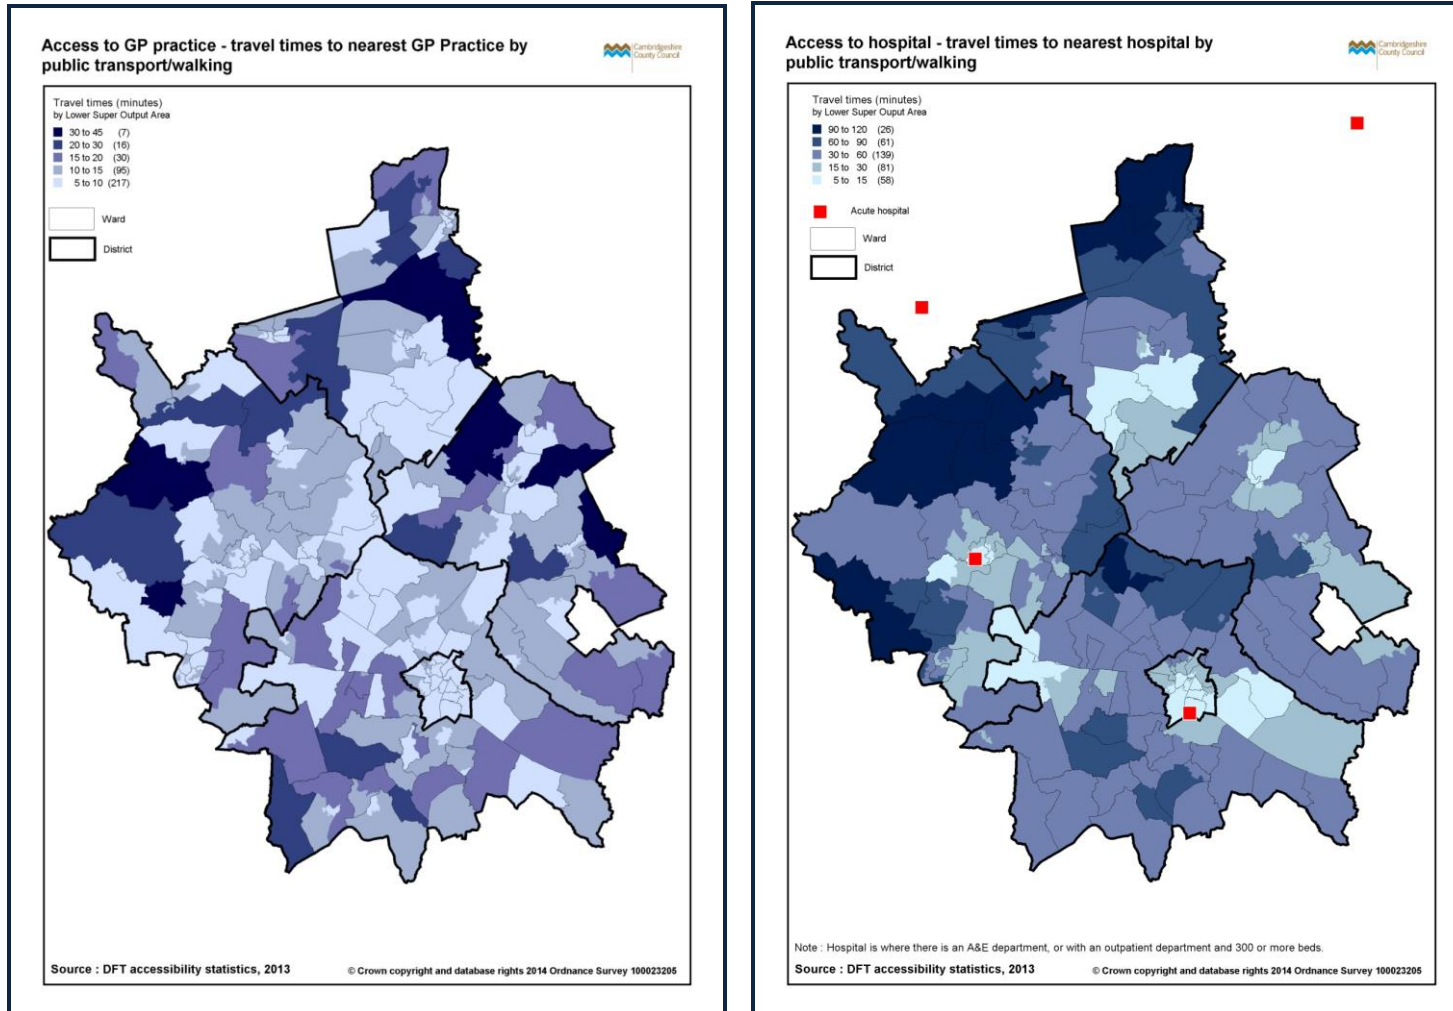 Access to GP practice - travel times to nearest GP Practice by
public transport/walking
Cambridgeshire
County Council
Travel times (minutes)
by Lower Super Output Area
30 to 45 (7)
20 to 30 (16)
15 to 20 (30)
10 to 15 (95)
5 to 10 (217)
Ward
District
Source : DFT accessibility statistics, 2013
© Crown copyright and database rights 2014 Ordnance Survey 100023205
Access to hospital - travel times to nearest hospital by
public transport/walking
Cambridgeshire
County Council
Travel times (minutes)
by Lower Super Ouput Area
90 to 120 (26)
60 to 90 (61)
30 to 60 (139)
15 to 30 (81)
5 to 15 (58)
Acute hospital
Ward
District
Note : Hospital is where there is an A&E department, or with an outpatient department and 300 or more beds.
Source : DFT accessibility statistics, 2013
© Crown copyright and database rights 2014 Ordnance Survey 100023205